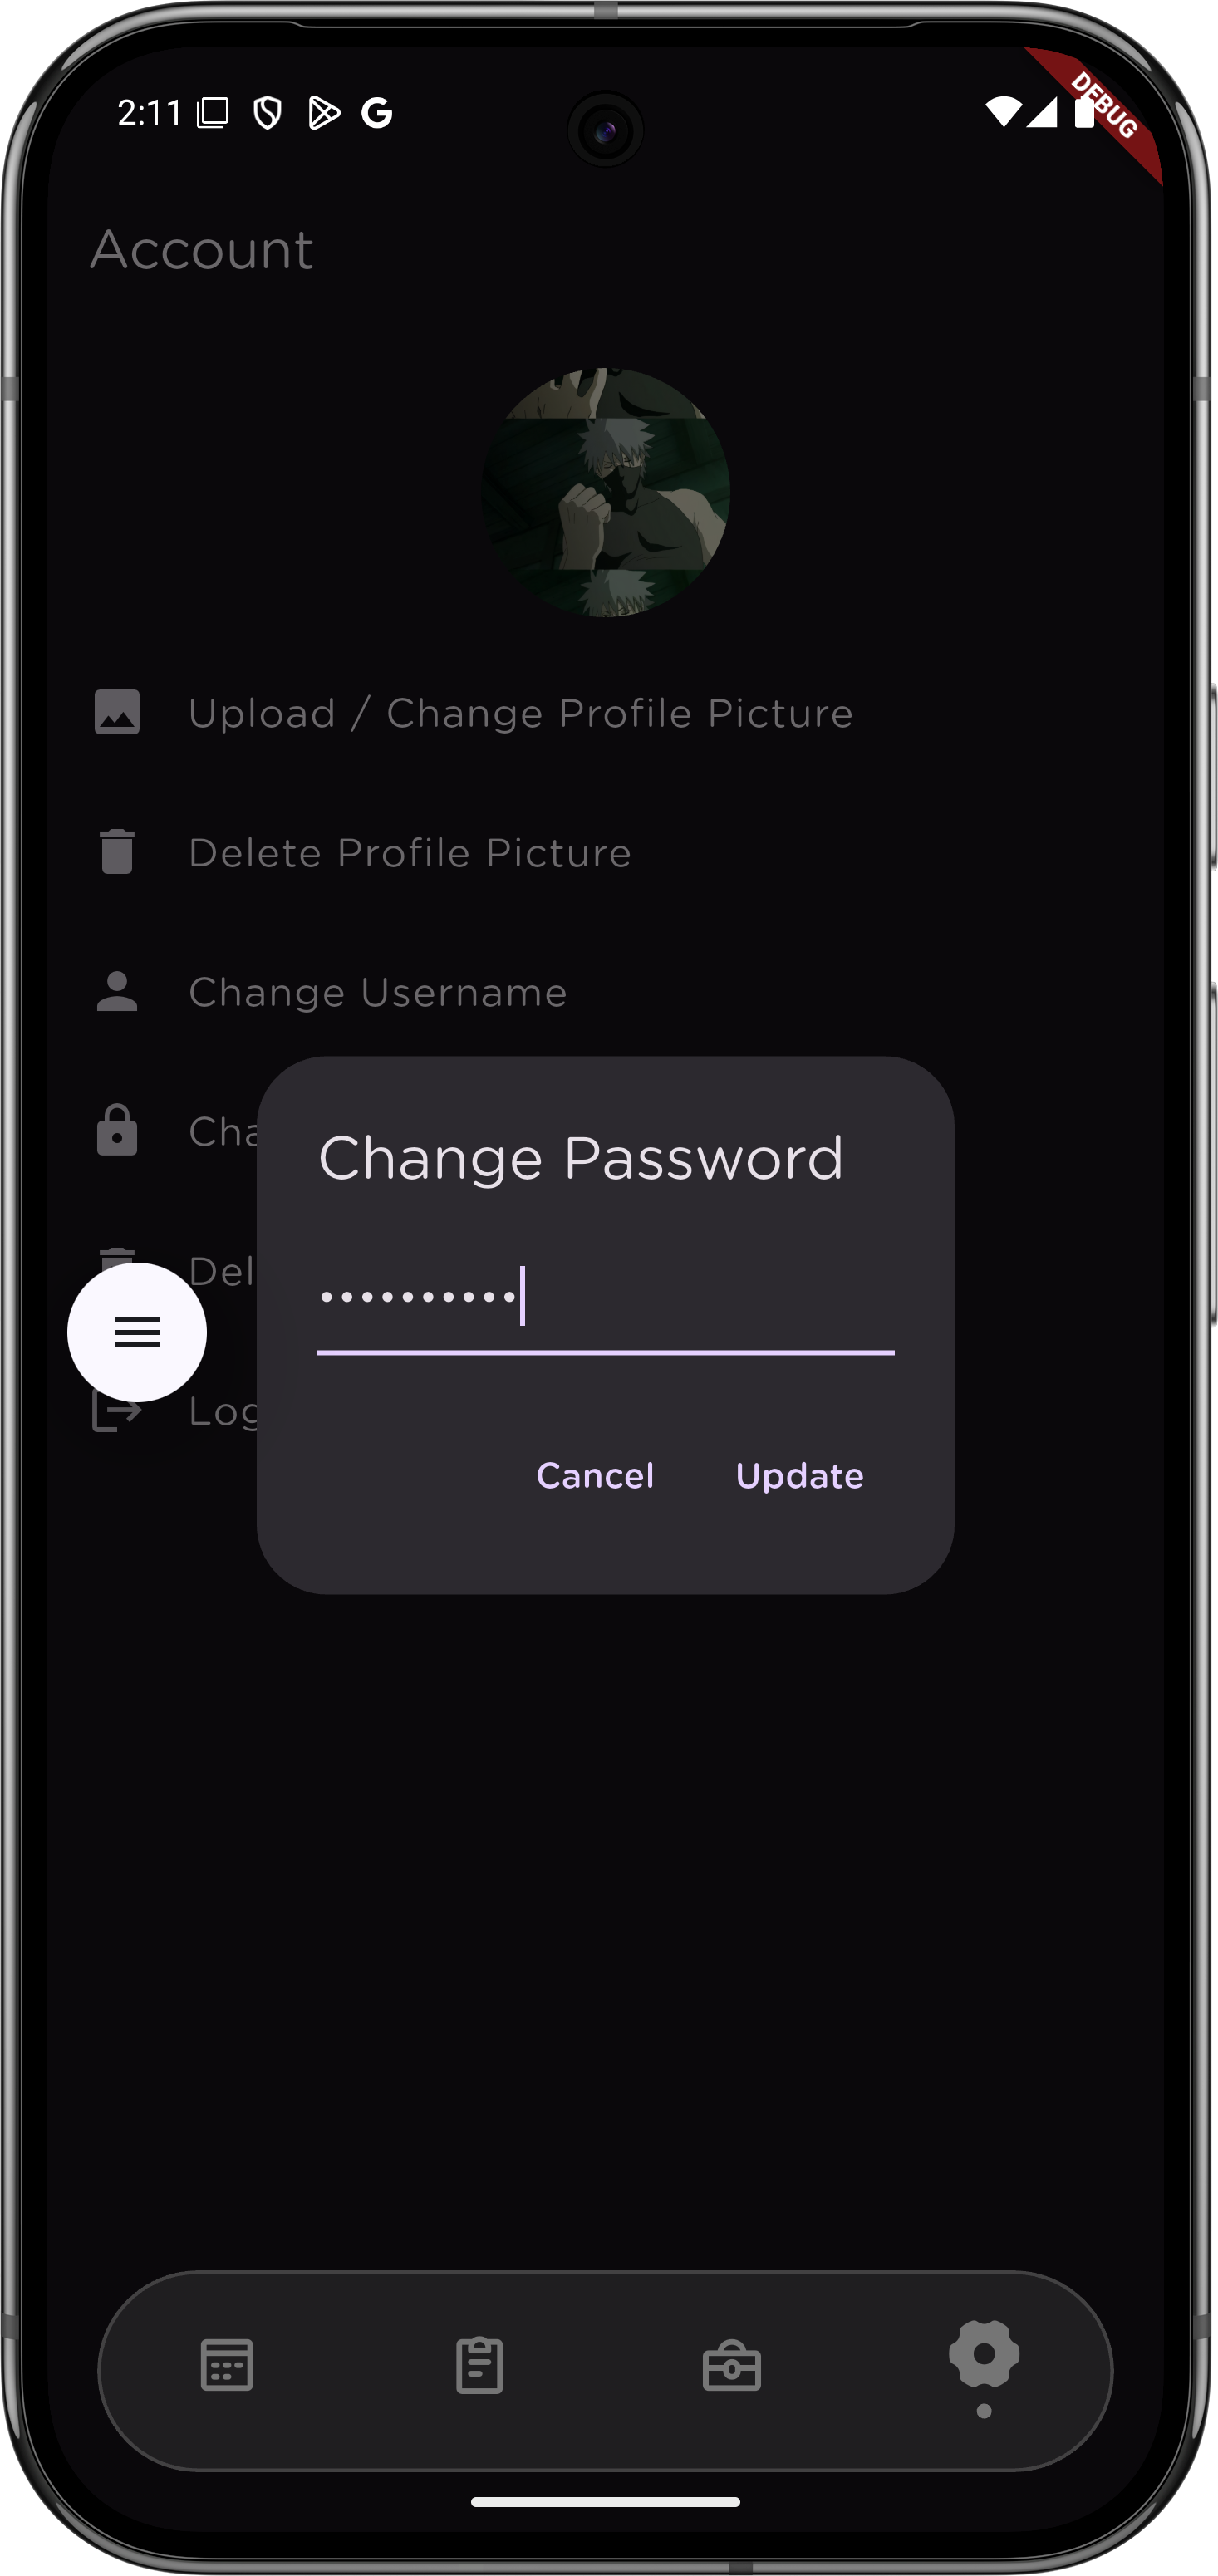 2:11
DEBUG
Account
Upload / Change Profile Picture
Delete Profile Picture
Change Username
Cha
Change Password
Del
••••••••••
Log
Cancel Update